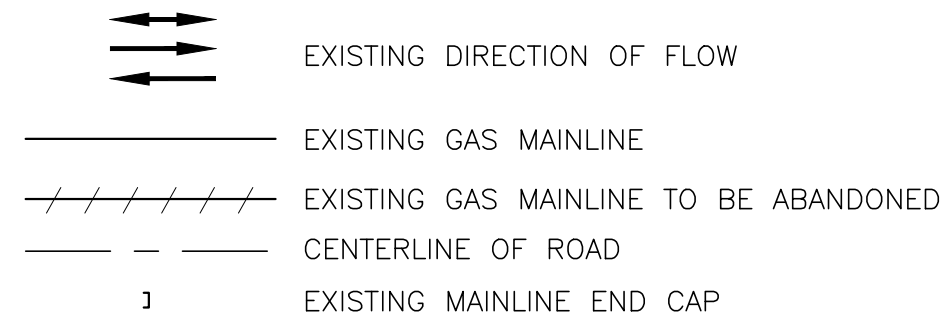 EXISTING DIRECTION OF FLOW
EXISTING GAS MAINLINE
EXISTING GAS MAINLINE TO BE ABANDONED
CENTERLINE OF ROAD
EXISTING MAINLINE END CAP